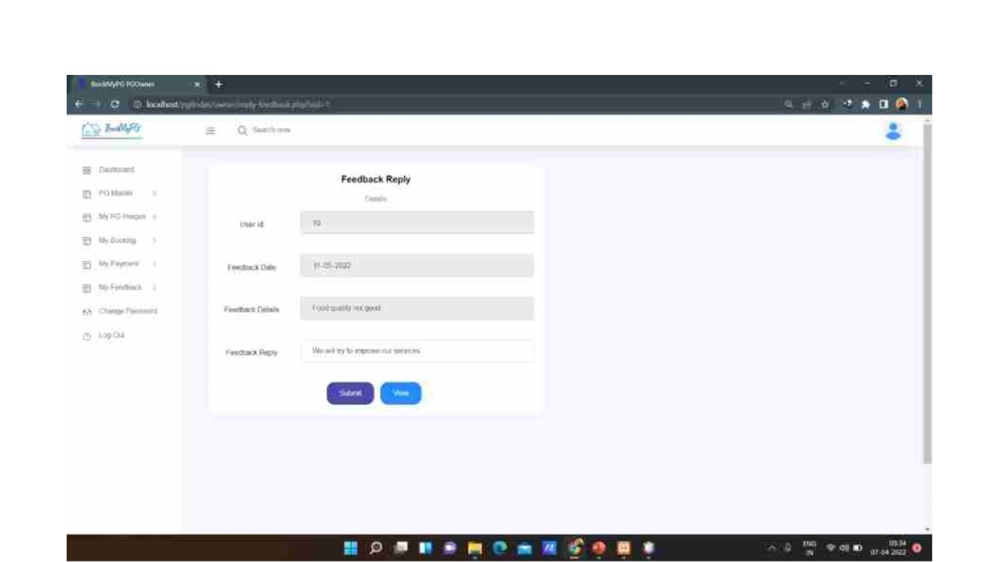 BookMyPG PGOwner
localhost/pgfinder/owner/reply-feedback.php?
BookMyPG
Search now
Dashboard
PG Master
My PG Images
My Booking
My Payment
My Feedback
Change Password
Log Out
Feedback Reply
Details
User id
10
Feedback Date
11-05-2022
Feedback Details
Food quality not good
Feedback Reply
We will try to improve our services
Submit
View
ENG
IN
05:34
07-04-2022